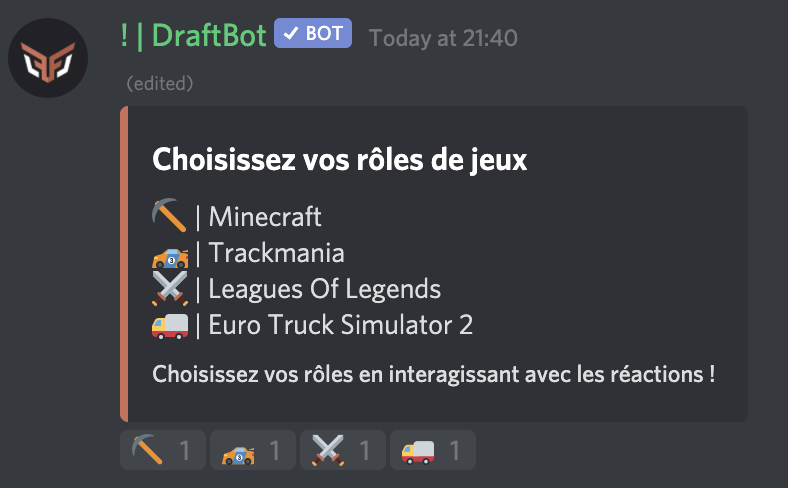 ! | DraftBot ✓ BOT Today at 21:40
(edited)
Choisissez vos rôles de jeux
⛏️ | Minecraft
🏎️ | Trackmania
⚔️ | Leagues Of Legends
🚚 | Euro Truck Simulator 2
Choisissez vos rôles en interagissant avec les réactions !
⛏️ 1 🏎️ 1 ⚔️ 1 🚚 1